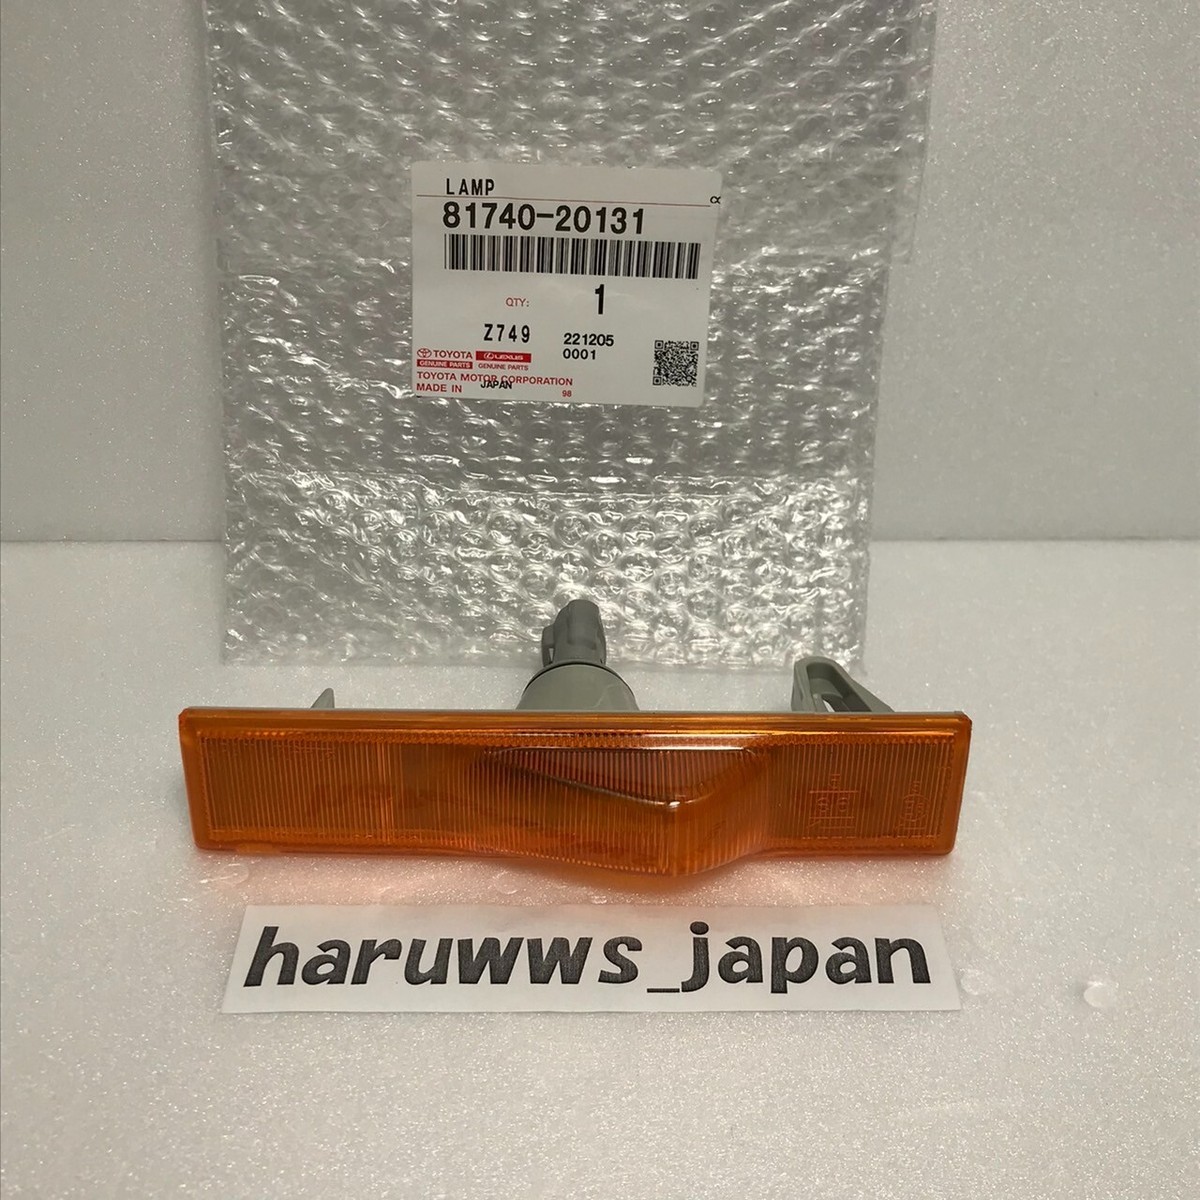 LAMP
α
81740-20131
QTY: 1
Z749 221205
0001
TOYOTA LEXUS
GENUINE PARTS GENUINE PARTS
TOYOTA MOTOR CORPORATION
MADE IN JAPAN 98
haruwws_japan